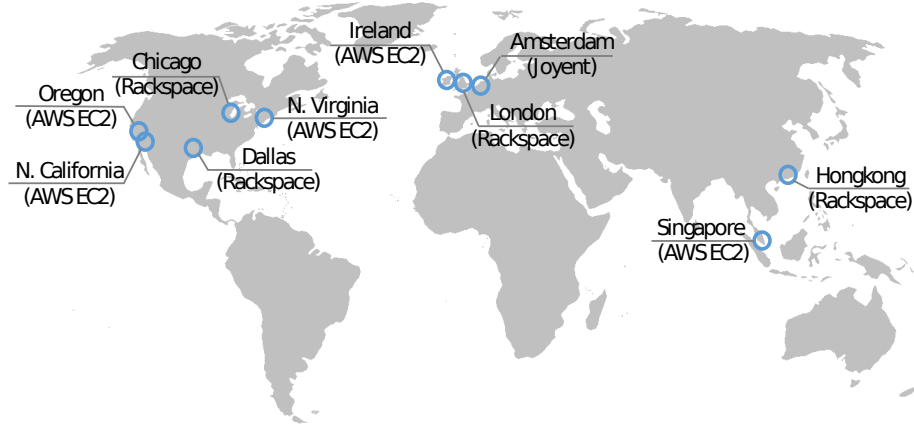 Ireland
(AWS EC2)
Amsterdam
(Joyent)
Chicago
(Rackspace)
Oregon
(AWS EC2)
N. Virginia
(AWS EC2)
London
(Rackspace)
N. California
(AWS EC2)
Dallas
(Rackspace)
Hongkong
(Rackspace)
Singapore
(AWS EC2)